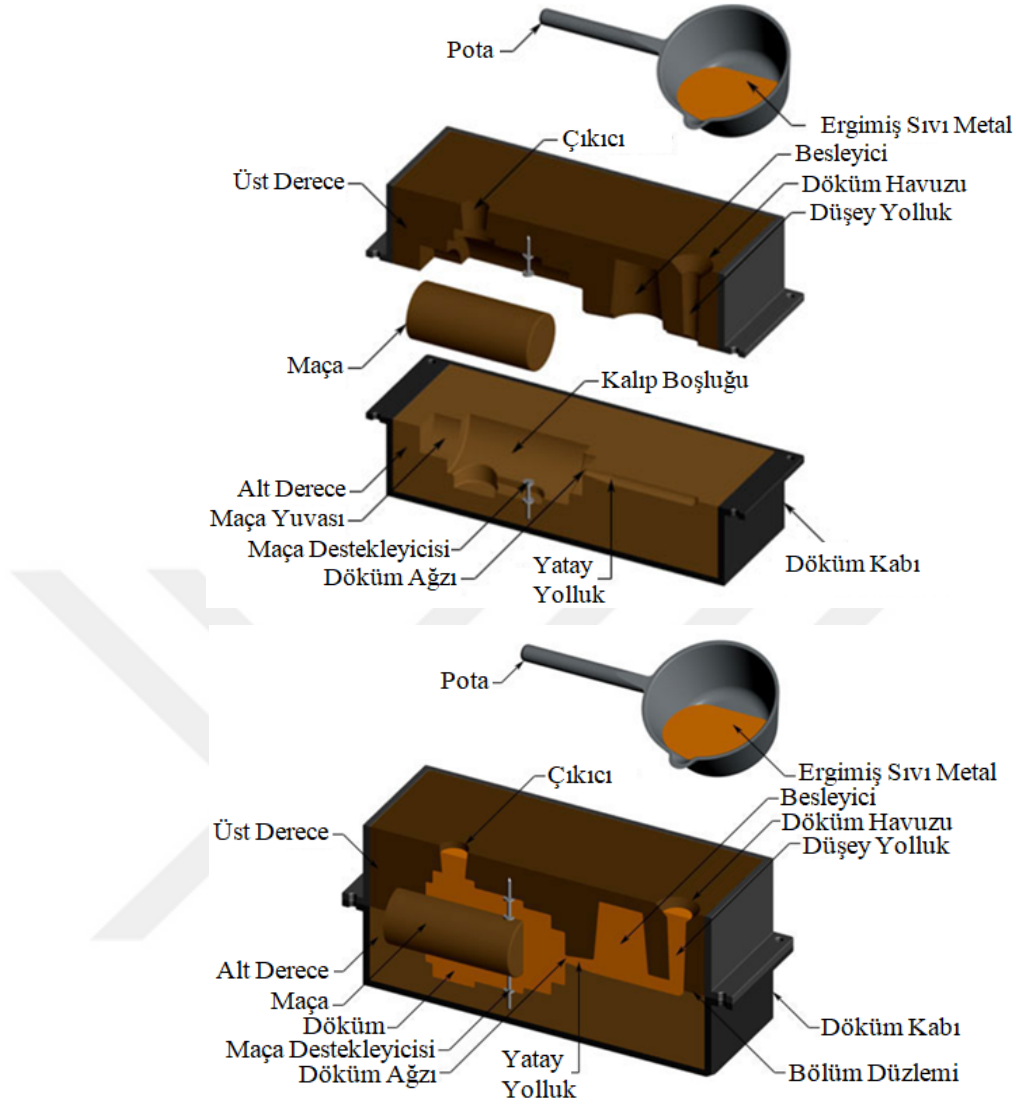 Pota
Ergimiş Sıvı Metal
Çıkıcı
Besleyici
Üst Derece
Döküm Havuzu
Düşey Yolluk
Maça
Kalıp Boşluğu
Alt Derece
Maça Yuvası
Maça Destekleyicisi
Döküm Ağzı
Yatay
Yolluk
Döküm Kabı
Pota
Ergimiş Sıvı Metal
Çıkıcı
Besleyici
Üst Derece
Döküm Havuzu
Düşey Yolluk
Alt Derece
Maça
Döküm
Maça Destekleyicisi
Döküm Ağzı
Yatay
Yolluk
Döküm Kabı
Bölüm Düzlemi